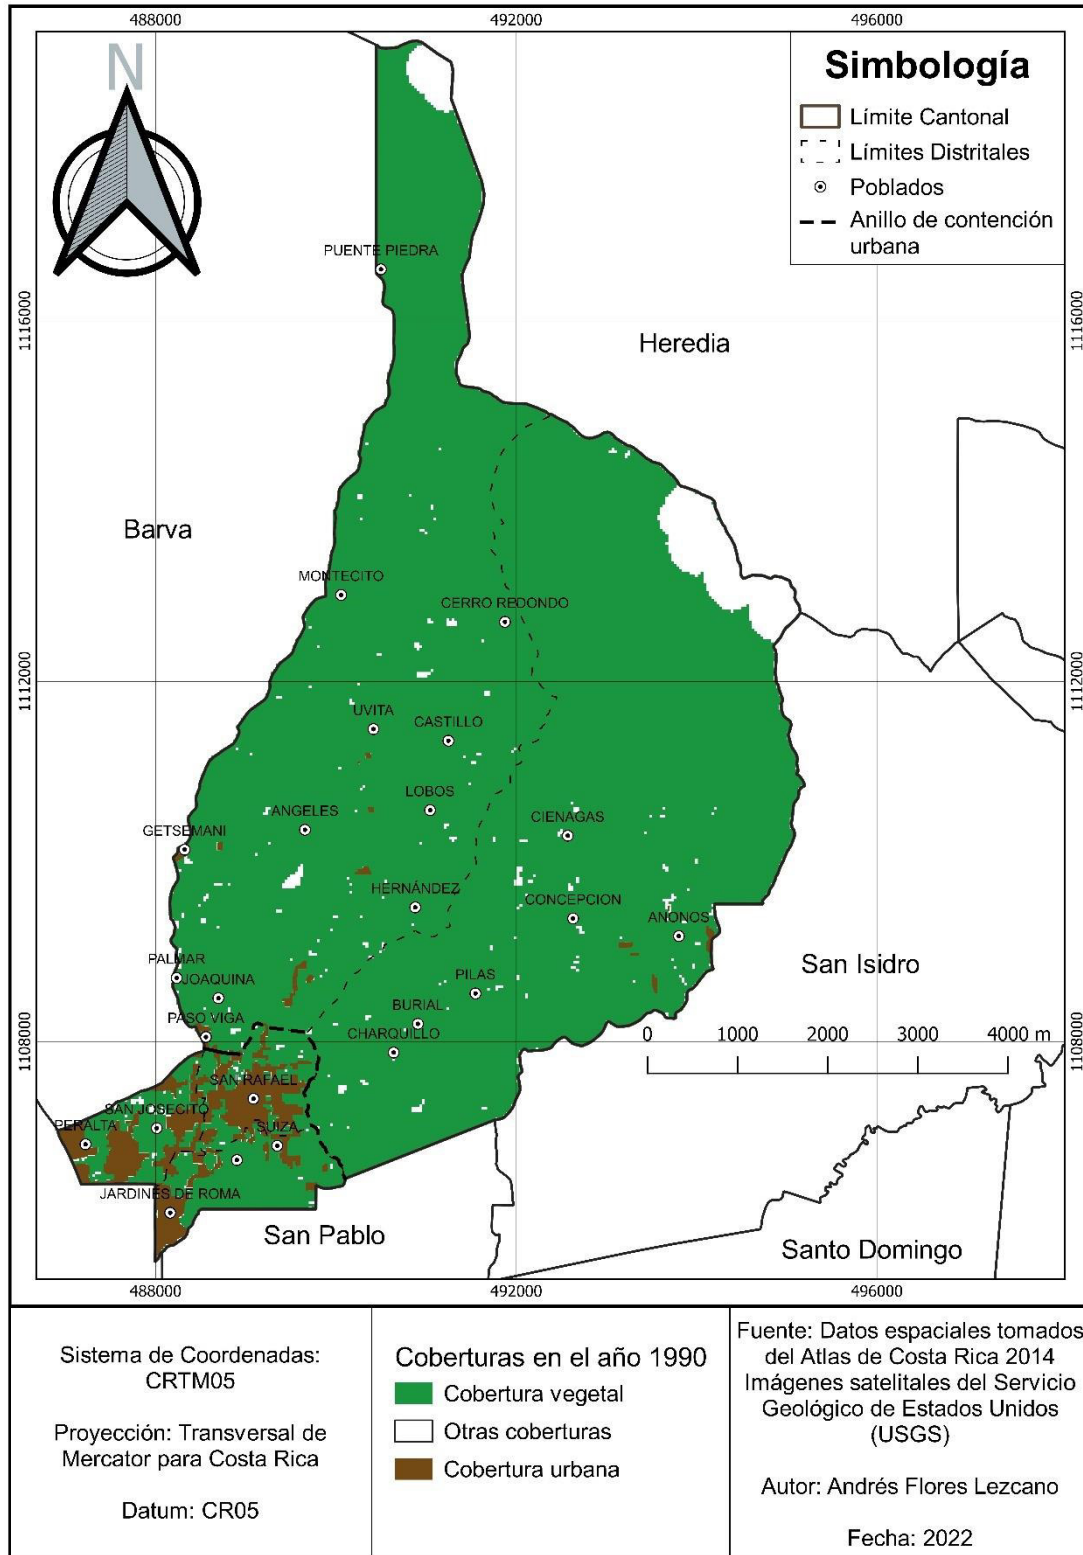 488000
492000
496000
N
Simbología
Límite Cantonal
Límites Distritales
Poblados
Anillo de contención
urbana
PUENTE PIEDRA
1116000
1116000
Heredia
Barva
MONTECITO
CERRO REDONDO
1112000
1112000
UVITA
CASTILLO
LOBOS
ANGELES
CIENAGAS
GETSEMANI
HERNÁNDEZ
CONCEPCION
ANONOS
San Isidro
PALMAR
JOAQUINA
PILAS
PASO VIGA
BURIAL
CHARQUILLO
1108000
1108000
0 1000 2000 3000 4000 m
SAN RAFAEL
SAN JOSECITO
PERALTA
SUIZA
JARDINES DE ROMA
San Pablo
Santo Domingo
488000
492000
496000
Sistema de Coordenadas:
CRTM05
Proyección: Transversal de
Mercator para Costa Rica
Datum: CR05
Coberturas en el año 1990
Cobertura vegetal
Otras coberturas
Cobertura urbana
Fuente: Datos espaciales tomados
del Atlas de Costa Rica 2014
Imágenes satelitales del Servicio
Geológico de Estados Unidos
(USGS)
Autor: Andrés Flores Lezcano
Fecha: 2022